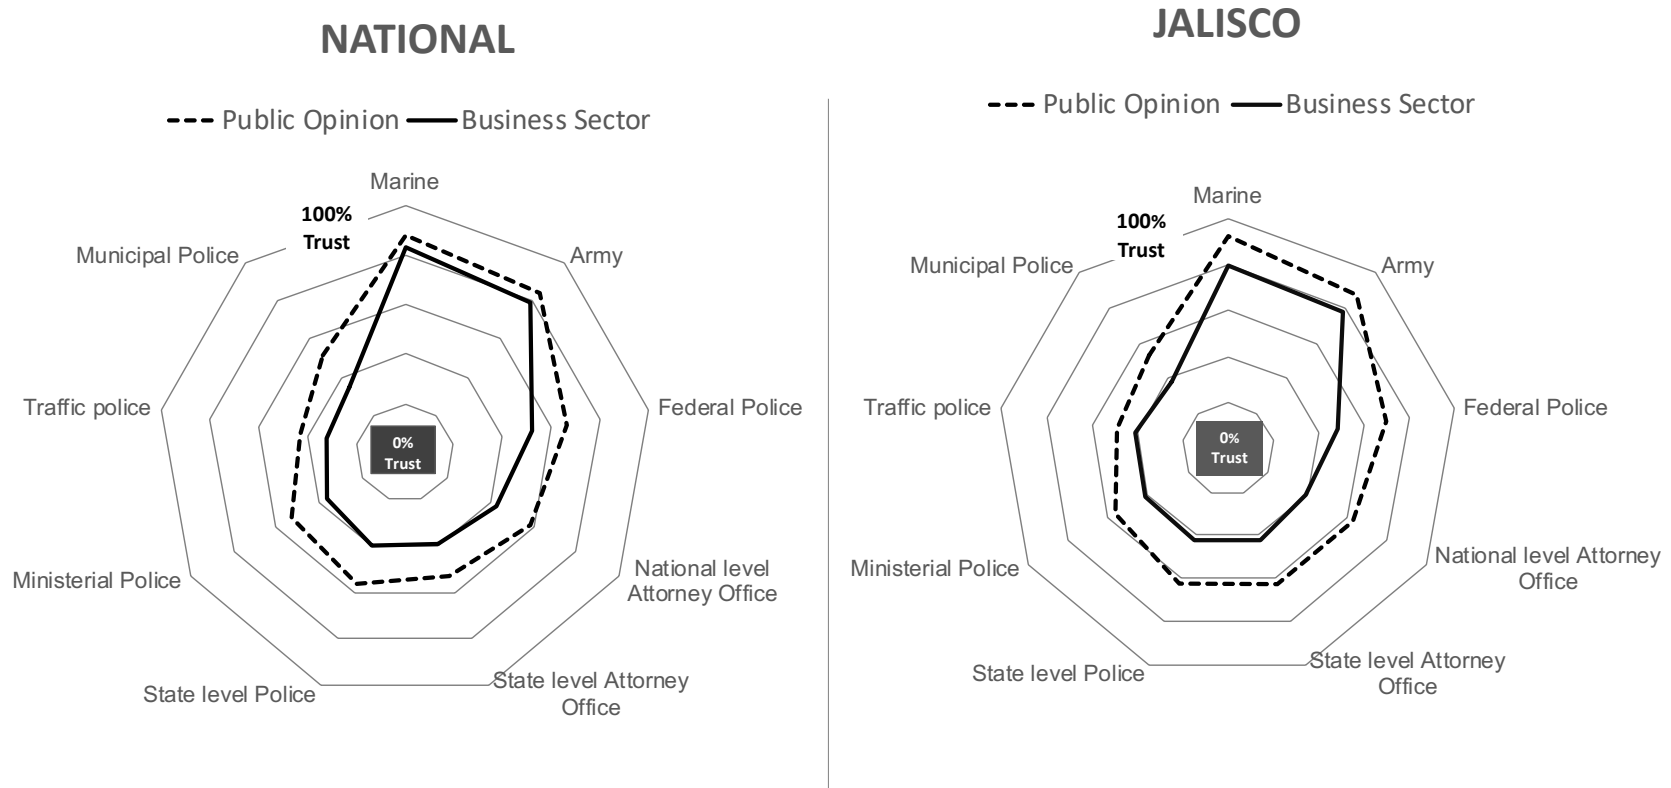 NATIONAL
Public Opinion Business Sector
Marine
100%
Trust
Municipal Police
Army
Traffic police
Federal Police
0%
Trust
Ministerial Police
National level
Attorney Office
State level Police
State level Attorney
Office
JALISCO
Public Opinion Business Sector
Marine
100%
Trust
Municipal Police
Army
Traffic police
Federal Police
0%
Trust
Ministerial Police
National level Attorney
Office
State level Police
State level Attorney
Office